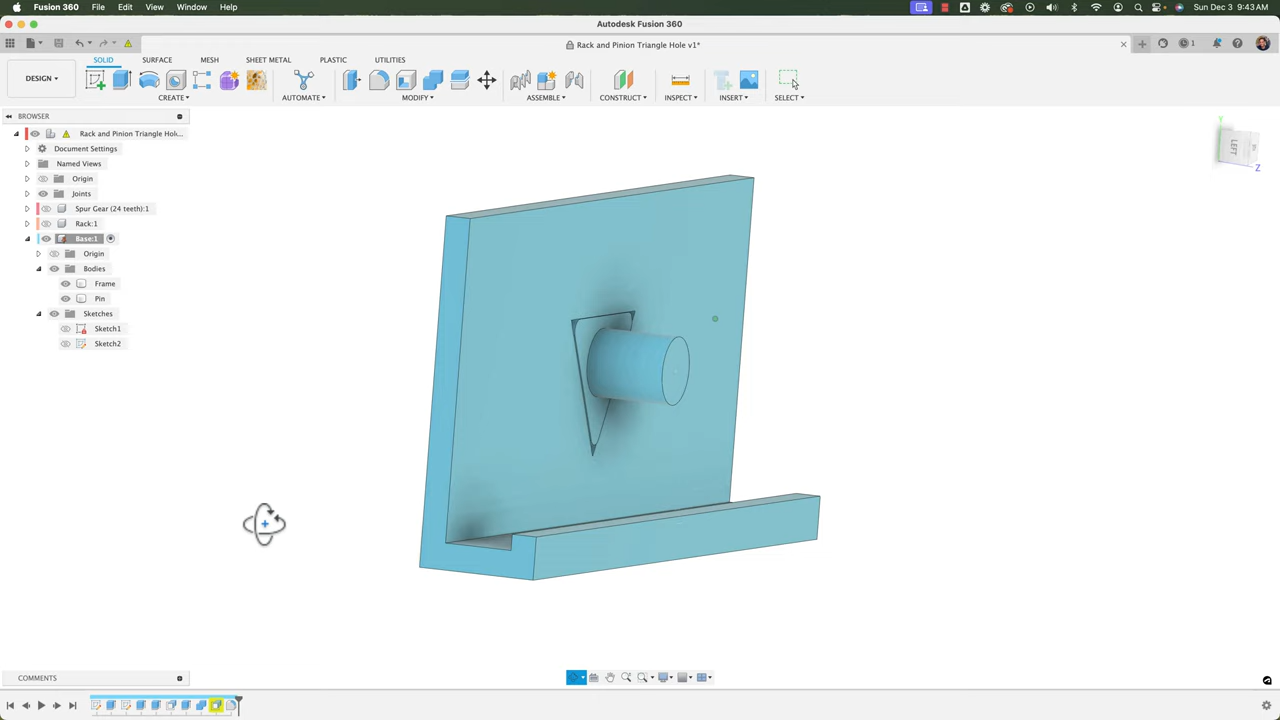 Fusion 360 File Edit View Window Help Sun Dec 3 9:43 AM
Autodesk Fusion 360
Rack and Pinion Triangle Hole v1* 1
SOLID SURFACE MESH SHEET METAL PLASTIC UTILITIES
DESIGN CREATE AUTOMATE MODIFY ASSEMBLE CONSTRUCT INSPECT INSERT SELECT
BROWSER
Rack and Pinion Triangle Hol...
Document Settings
Named Views
Origin
Joints
Spur Gear (24 teeth):1
Rack:1
Base:1
Origin
Bodies
Frame
Pin
Sketches
Sketch1
Sketch2
Y
LEFT
Z
COMMENTS